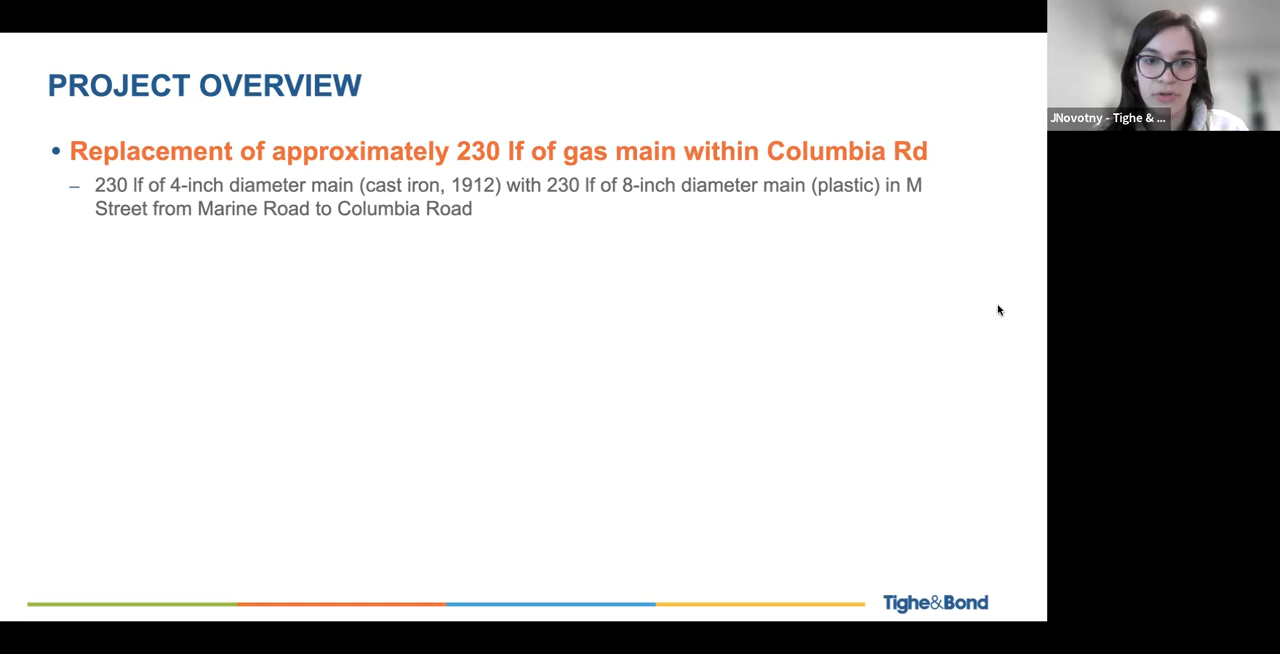 PROJECT OVERVIEW
• Replacement of approximately 230 lf of gas main within Columbia Rd
– 230 lf of 4-inch diameter main (cast iron, 1912) with 230 lf of 8-inch diameter main (plastic) in M
Street from Marine Road to Columbia Road
JNovotny - Tighe & ...
Tighe&Bond